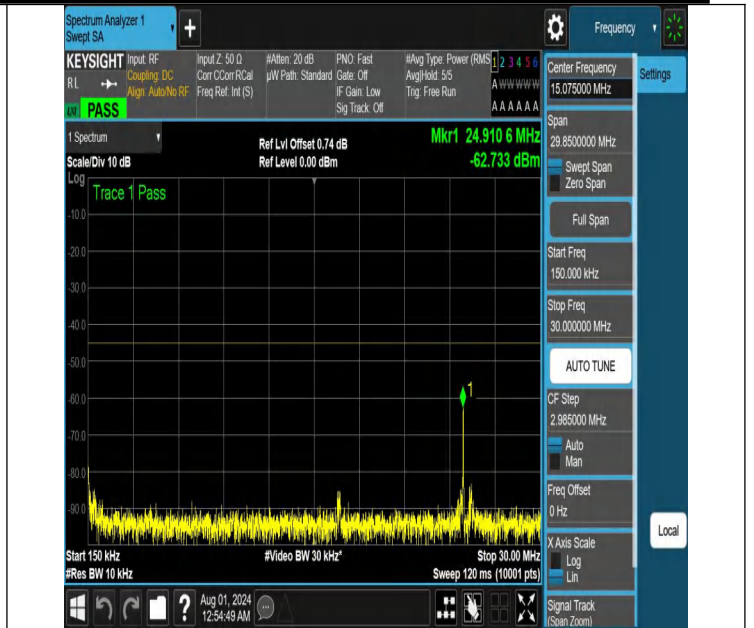 Spectrum Analyzer 1
Swept SA
+
Frequency
KEYSIGHT
RL
PASS
Input: RF
Coupling: DC
Align: Auto/No RF
Input Z: 50 Ω
Corr CCorr RCal
Freq Ref: Int (S)
#Atten: 20 dB
µW Path: Standard
PNO: Fast
Gate: Off
IF Gain: Low
Sig Track: Off
#Avg Type: Power (RMS
Avg|Hold: 5/5
Trig: Free Run
1 2 3 4 5 6
A W W W W W
A A A A A A
Center Frequency
15.075000 MHz
Settings
1 Spectrum
Ref Lvl Offset 0.74 dB
Mkr1 24.910 6 MHz
Scale/Div 10 dB
Ref Level 0.00 dBm
-62.733 dBm
Log
Trace 1 Pass
-10.0
-20.0
-30.0
-40.0
-50.0
-60.0
-70.0
-80.0
-90.0
1
Start 150 kHz
#Video BW 30 kHz*
Stop 30.00 MHz
#Res BW 10 kHz
Sweep 120 ms (10001 pts)
Span
29.8500000 MHz
Swept Span
Zero Span
Full Span
Start Freq
150.000 kHz
Stop Freq
30.000000 MHz
AUTO TUNE
CF Step
2.985000 MHz
Auto
Man
Freq Offset
0 Hz
X Axis Scale
Log
Lin
Signal Track
(Span Zoom)
Local
?
Aug 01, 2024
12:54:49 AM